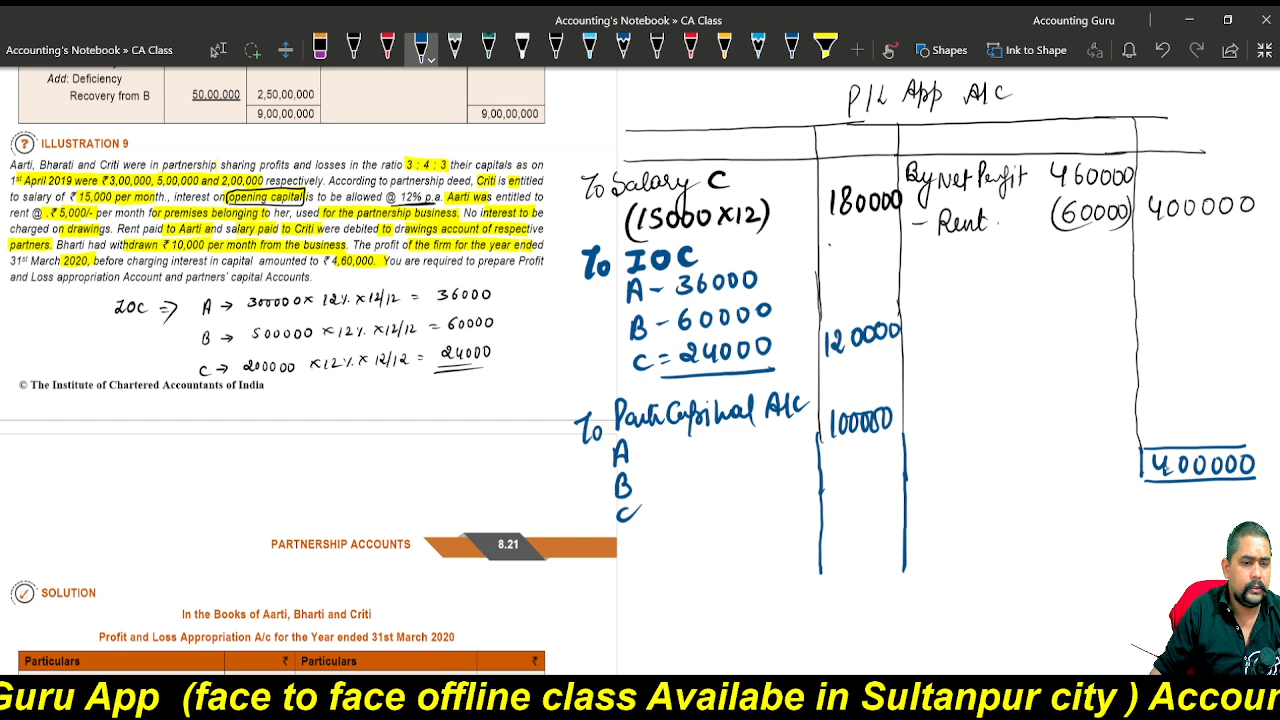 Accounting's Notebook » CA Class
Accounting Guru
Accounting's Notebook » CA Class
Shapes
Ink to Shape
Add: Deficiency
Recovery from B 50,00,000 2,50,00,000
9,00,00,000 9,00,00,000
? ILLUSTRATION 9
Aarti, Bharati and Criti were in partnership sharing profits and losses in the ratio 3 : 4 : 3 their capitals as on
1st April 2019 were ₹ 3,00,000, 5,00,000 and 2,00,000 respectively. According to partnership deed, Criti is entitled
to salary of ₹ 15,000 per month., interest on opening capital is to be allowed @ 12% p.a. Aarti was entitled to
rent @ . ₹ 5,000/- per month for premises belonging to her, used for the partnership business. No interest to be
charged on drawings. Rent paid to Aarti and salary paid to Criti were debited to drawings account of respective
partners. Bharti had withdrawn ₹ 10,000 per month from the business. The profit of the firm for the year ended
31st March 2020, before charging interest in capital amounted to ₹ 4,60,000. You are required to prepare Profit
and Loss appropriation Account and partners' capital Accounts.
IOC ⇒ A → 300000 × 12% × 12/12 = 36000
B → 500000 × 12% × 12/12 = 60000
C → 200000 × 12% × 12/12 = 24000
© The Institute of Chartered Accountants of India
PARTNERSHIP ACCOUNTS 8.21
SOLUTION
In the Books of Aarti, Bharti and Criti
Profit and Loss Appropriation A/c for the Year ended 31st March 2020
Particulars ₹ Particulars ₹
P/L App A/C
To Salary C 180000
(15000 × 12)
To IOC
A - 36000
B - 60000
C = 24000 120000
To Part Capital A/C 100000
A
B
C
By Net Profit 460000
- Rent (60000) 400000
400000
Guru App (face to face offline class Availabe in Sultanpur city ) Accoun